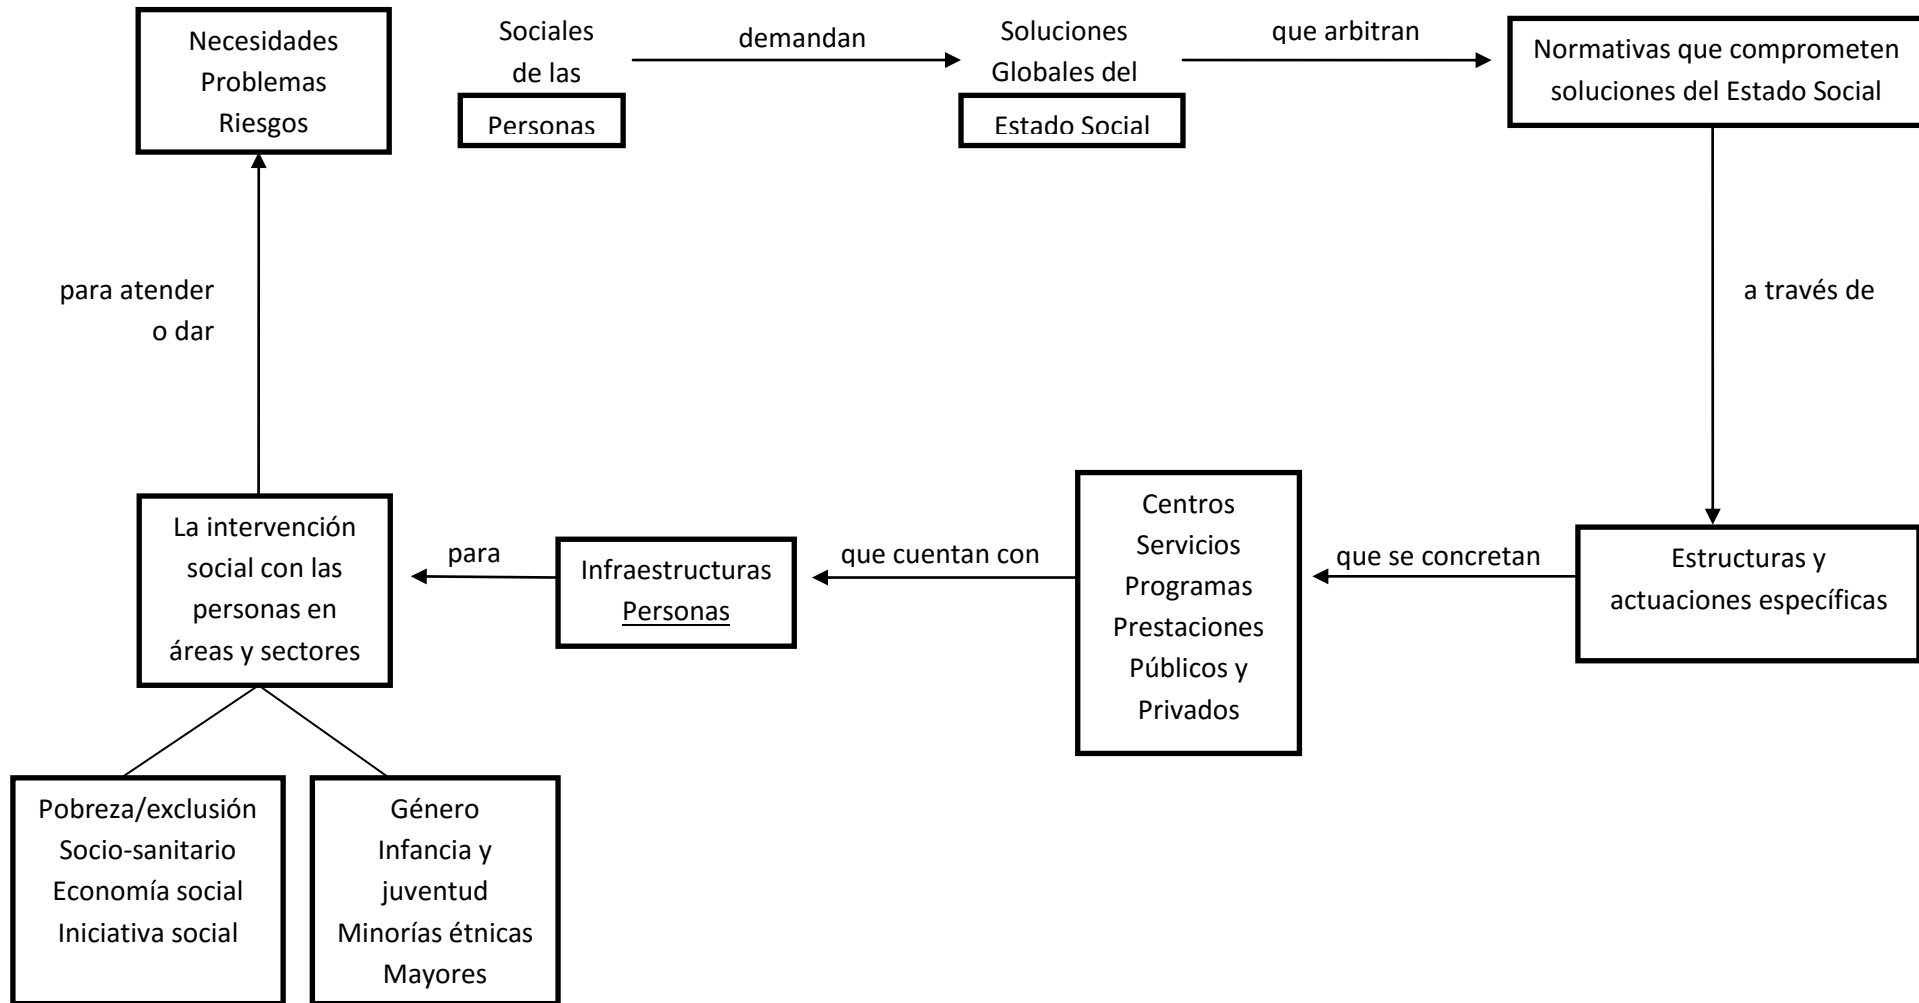 Necesidades
Problemas
Riesgos
Sociales
de las
Personas
demandan
Soluciones
Globales del
Estado Social
que arbitran
Normativas que comprometen
soluciones del Estado Social
para atender
o dar
a través de
La intervención
social con las
personas en
áreas y sectores
para
Infraestructuras
Personas
que cuentan con
Centros
Servicios
Programas
Prestaciones
Públicos y
Privados
que se concretan
Estructuras y
actuaciones específicas
Pobreza/exclusión
Socio-sanitario
Economía social
Iniciativa social
Género
Infancia y
juventud
Minorías étnicas
Mayores